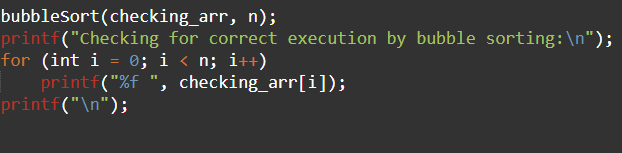 bubbleSort(checking_arr, n);
printf("Checking for correct execution by bubble sorting:\n");
for (int i = 0; i < n; i++)
    printf("%f ", checking_arr[i]);
printf("\n");